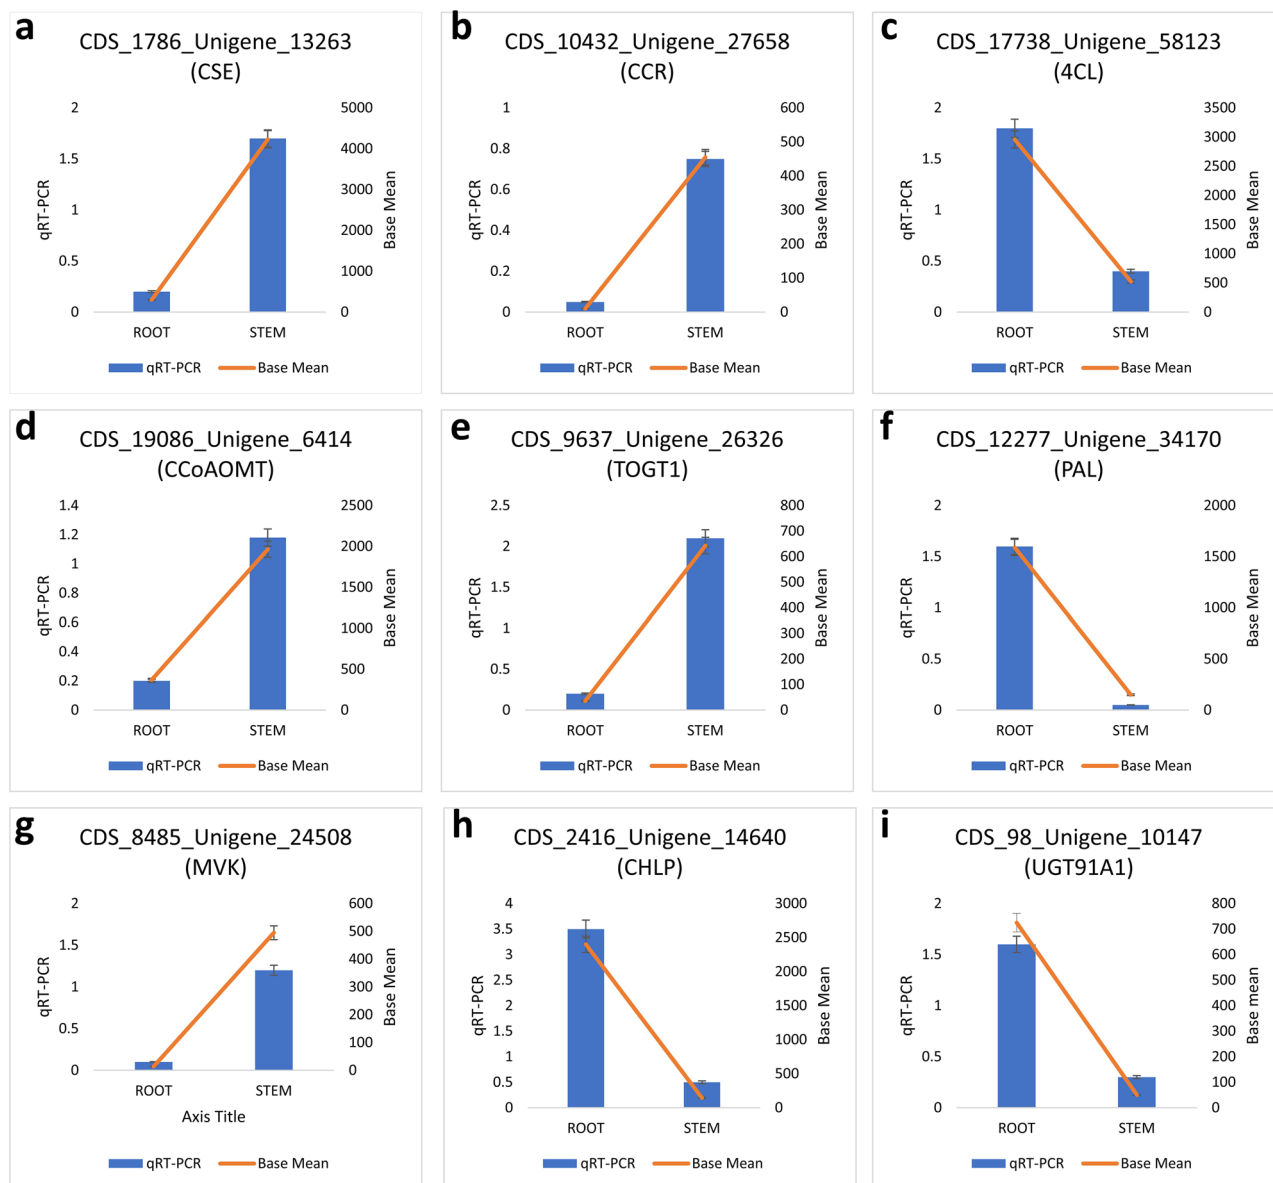 a
CDS_1786_Unigene_13263
(CSE)
qRT-PCR
2
1.5
1
0.5
0
5000
4000
3000
2000
1000
0
Base Mean
ROOT STEM
qRT-PCR Base Mean
b
CDS_10432_Unigene_27658
(CCR)
qRT-PCR
1
0.8
0.6
0.4
0.2
0
600
500
400
300
200
100
0
Base Mean
ROOT STEM
qRT-PCR Base Mean
c
CDS_17738_Unigene_58123
(4CL)
qRT-PCR
2
1.5
1
0.5
0
3500
3000
2500
2000
1500
1000
500
0
Base Mean
ROOT STEM
qRT-PCR Base Mean
d
CDS_19086_Unigene_6414
(CCoAOMT)
qRT-PCR
1.4
1.2
1
0.8
0.6
0.4
0.2
0
2500
2000
1500
1000
500
0
Base Mean
ROOT STEM
qRT-PCR Base Mean
e
CDS_9637_Unigene_26326
(TOGT1)
qRT-PCR
2.5
2
1.5
1
0.5
0
800
700
600
500
400
300
200
100
0
Base Mean
ROOT STEM
qRT-PCR Base Mean
f
CDS_12277_Unigene_34170
(PAL)
qRT-PCR
2
1.5
1
0.5
0
2000
1500
1000
500
0
Base Mean
ROOT STEM
qRT-PCR Base Mean
g
CDS_8485_Unigene_24508
(MVK)
qRT-PCR
2
1.5
1
0.5
0
600
500
400
300
200
100
0
Base Mean
ROOT STEM
Axis Title
qRT-PCR Base Mean
h
CDS_2416_Unigene_14640
(CHLP)
qRT-PCR
4
3.5
3
2.5
2
1.5
1
0.5
0
3000
2500
2000
1500
1000
500
0
Base Mean
ROOT STEM
qRT-PCR Base Mean
i
CDS_98_Unigene_10147
(UGT91A1)
qRT-PCR
2
1.5
1
0.5
0
800
700
600
500
400
300
200
100
0
Base mean
ROOT STEM
qRT-PCR Base Mean